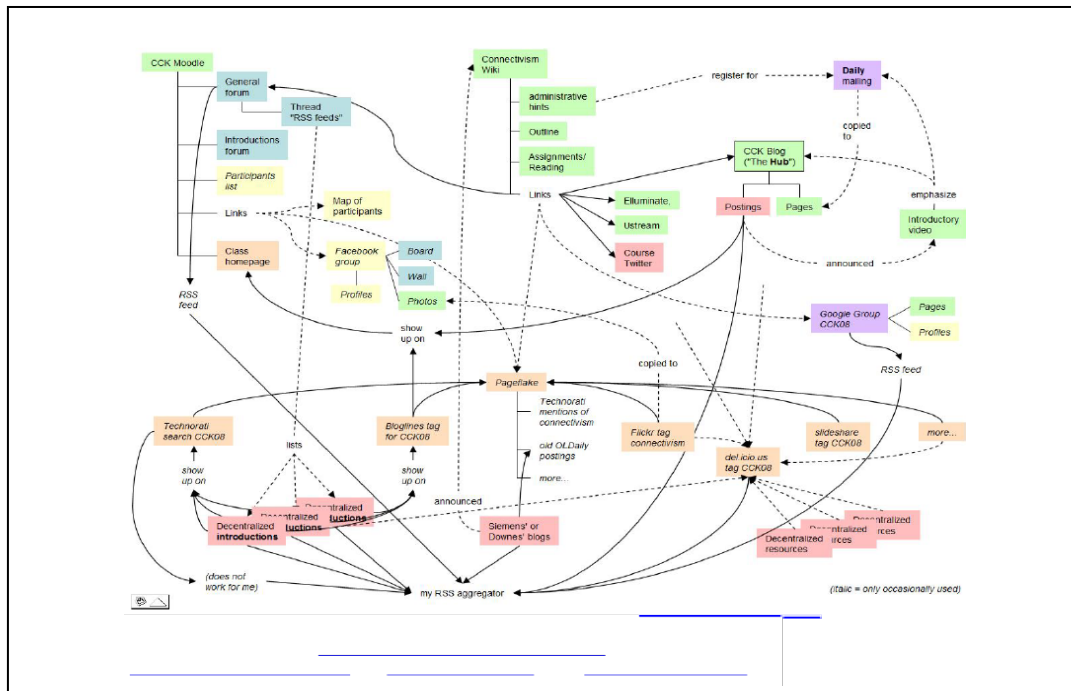 CCK Moodle
General
forum
Thread
"RSS feeds"
Introductions
forum
Participants
list
Links
Map of
participants
Class
homepage
Facebook
group
Board
Wall
Photos
Profiles
RSS
feed
Connectivism
Wiki
administrative
hints
Outline
Assignments/
Reading
Links
Elluminate,
Ustream
Course
Twitter
register for
Daily
mailing
copied
to
CCK Blog
("The Hub")
Postings
Pages
emphasize
Introductory
video
announced
Google Group
CCK08
Pages
Profiles
RSS feed
show
up on
copied to
Pageflake
Technorati
mentions of
connectivism
old OLDaily
postings
more...
Technorati
search CCK08
Bloglines tag
for CCK08
Flickr tag
connectivism
slideshare
tag CCK08
more...
del.icio.us
tag CCK08
lists
show
up on
show
up on
announced
Decentralized
introductions
Siemens' or
Downes' blogs
Decentralized
resources
(does not
work for me)
my RSS aggregator
(italic = only occasionally used)